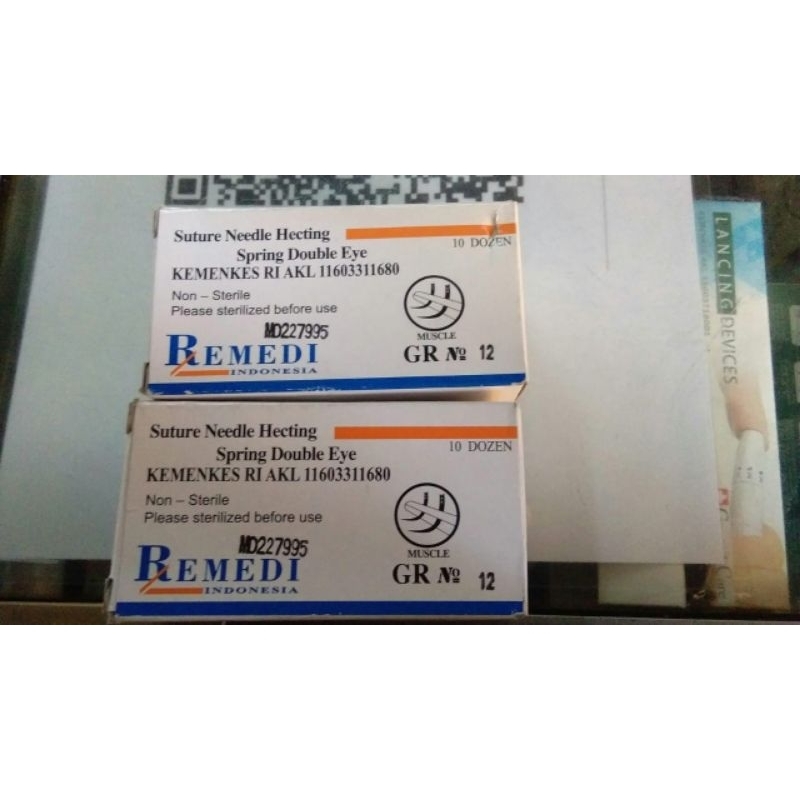 Suture Needle Hecting
10 DOZEN
Spring Double Eye
KEMENKES RI AKL 11603311680
Non – Sterile
Please sterilized before use
MD227995
MUSCLE
REMEDI
INDONESIA
GR No 12
Suture Needle Hecting
10 DOZEN
Spring Double Eye
KEMENKES RI AKL 11603311680
Non – Sterile
Please sterilized before use
MD227995
MUSCLE
REMEDI
INDONESIA
GR No 12
LANCING DEVICES